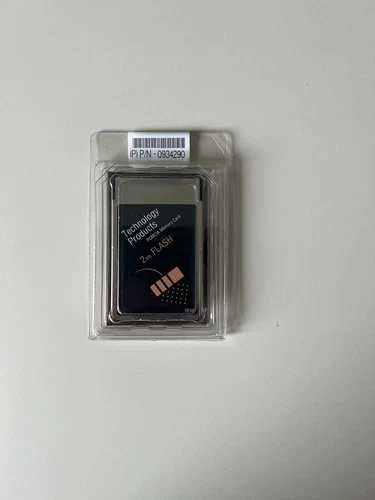 (P) P/N - 0934290
Technology
Products
PCMCIA Memory Card
2MB FLASH